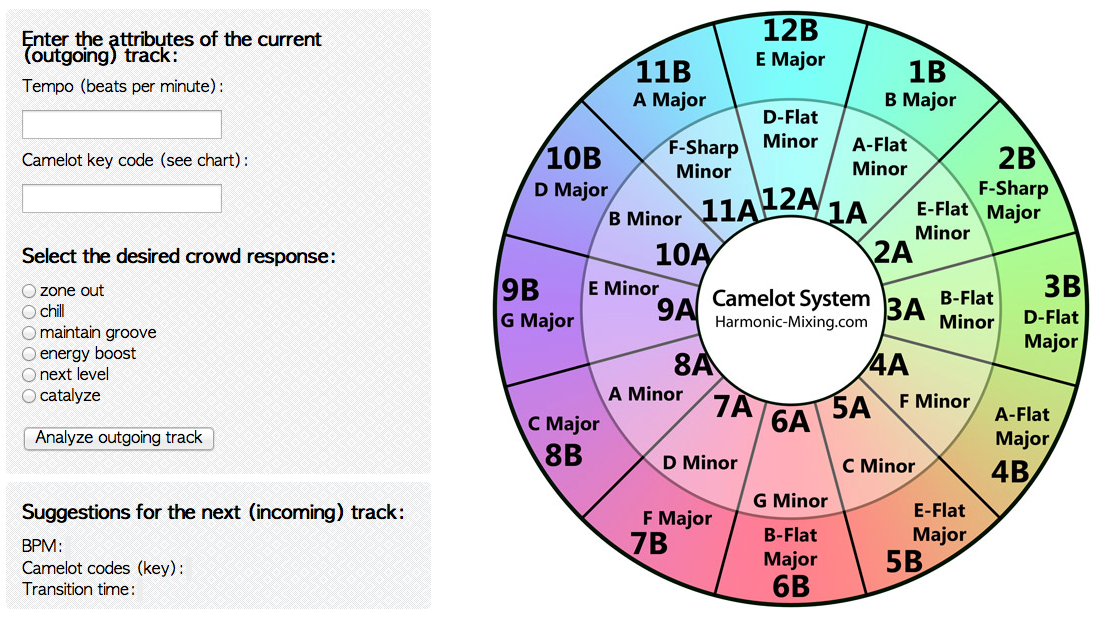 Enter the attributes of the current
(outgoing) track:
Tempo (beats per minute):
Camelot key code (see chart):
Select the desired crowd response:
zone out
chill
maintain groove
energy boost
next level
catalyze
Analyze outgoing track
Suggestions for the next (incoming) track:
BPM:
Camelot codes (key):
Transition time:
12B
E Major
1B
B Major
2B
F-Sharp
Major
3B
D-Flat
Major
A-Flat
Major
4B
E-Flat
Major
5B
B-Flat
Major
6B
F Major
7B
C Major
8B
9B
G Major
10B
D Major
11B
A Major
D-Flat
Minor
12A
A-Flat
Minor
1A
E-Flat
Minor
2A
3A
B-Flat
Minor
4A
F Minor
5A
C Minor
6A
G Minor
7A
D Minor
8A
A Minor
E Minor
9A
B Minor
10A
F-Sharp
Minor
11A
Camelot System
Harmonic-Mixing.com